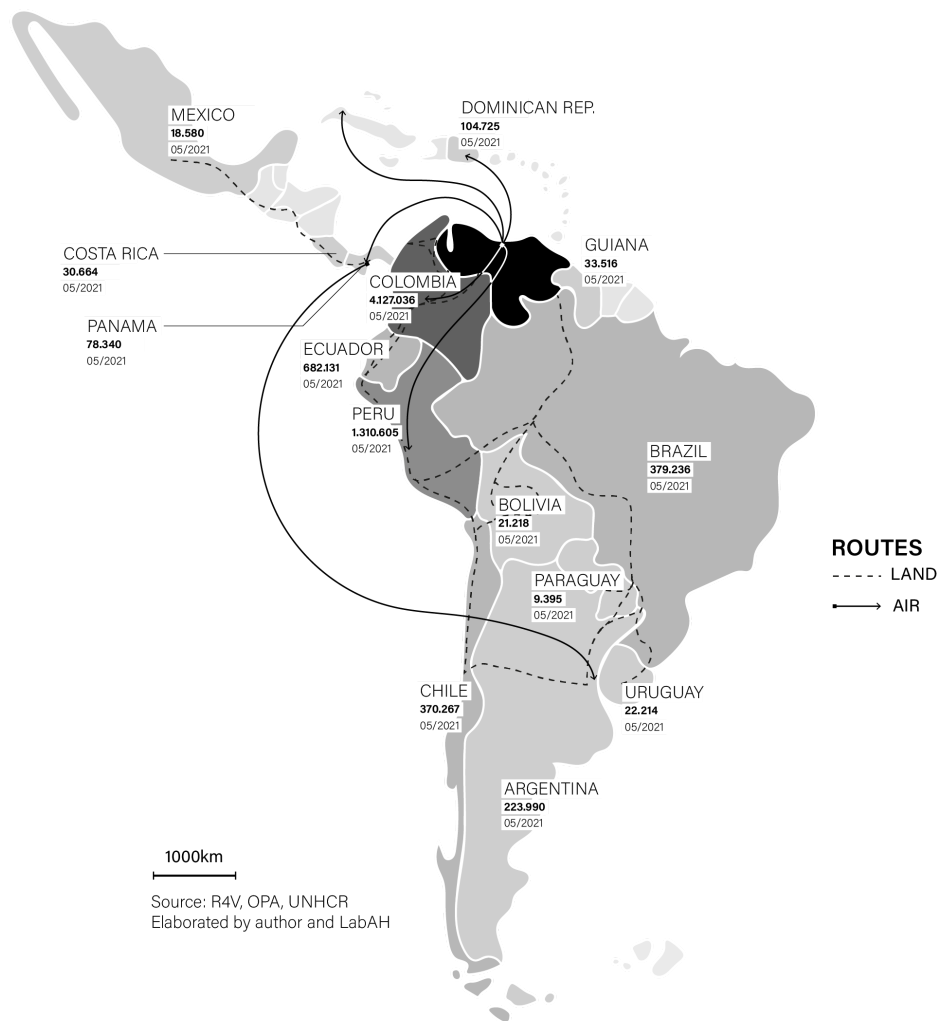 MEXICO
18.580
05/2021
DOMINICAN REP.
104.725
05/2021
COSTA RICA
30.664
05/2021
PANAMA
78.340
05/2021
COLOMBIA
4.127.036
05/2021
GUIANA
33.516
05/2021
ECUADOR
682.131
05/2021
PERU
1.310.605
05/2021
BRAZIL
379.236
05/2021
BOLIVIA
21.218
05/2021
PARAGUAY
9.395
05/2021
CHILE
370.267
05/2021
URUGUAY
22.214
05/2021
ARGENTINA
223.990
05/2021
ROUTES
LAND
AIR
1000km
Source: R4V, OPA, UNHCR
Elaborated by author and LabAH